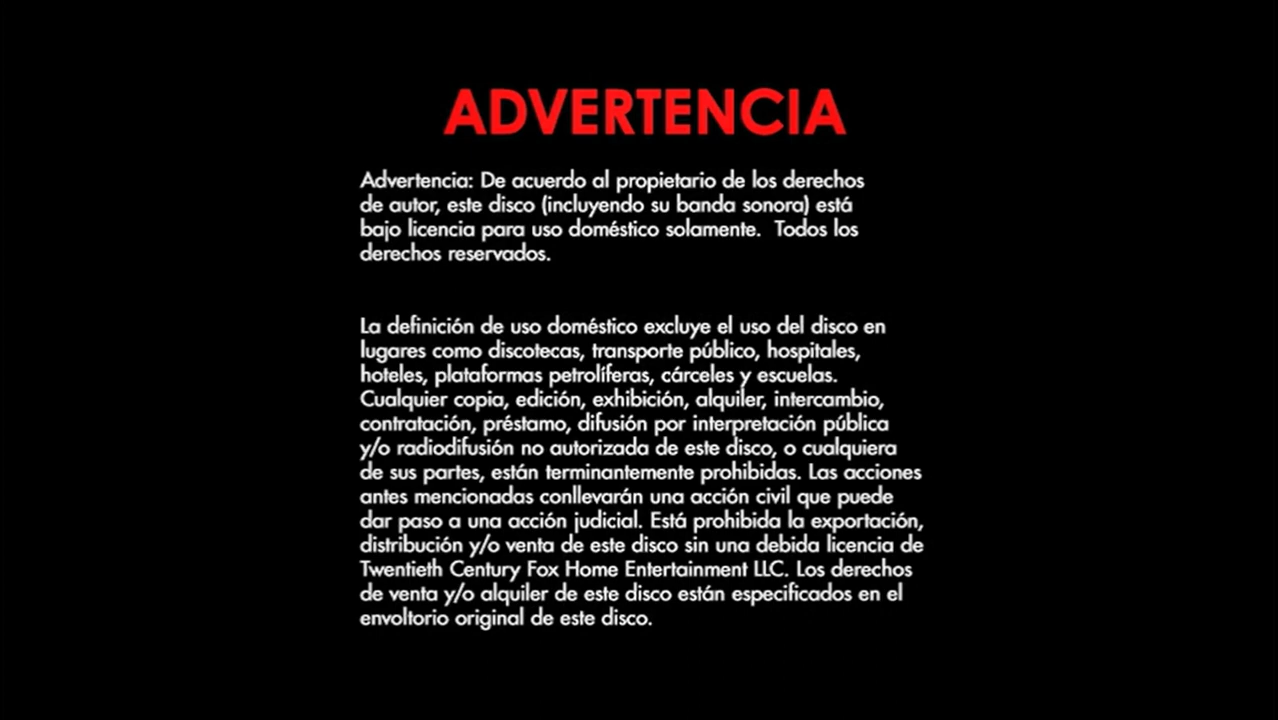 ADVERTENCIA
Advertencia: De acuerdo al propietario de los derechos
de autor, este disco (incluyendo su banda sonora) está
bajo licencia para uso doméstico solamente.  Todos los
derechos reservados.
La definición de uso doméstico excluye el uso del disco en
lugares como discotecas, transporte público, hospitales,
hoteles, plataformas petrolíferas, cárceles y escuelas.
Cualquier copia, edición, exhibición, alquiler, intercambio,
contratación, préstamo, difusión por interpretación pública
y/o radiodifusión no autorizada de este disco, o cualquiera
de sus partes, están terminantemente prohibidas. Las acciones
antes mencionadas conllevarán una acción civil que puede
dar paso a una acción judicial. Está prohibida la exportación,
distribución y/o venta de este disco sin una debida licencia de
Twentieth Century Fox Home Entertainment LLC. Los derechos
de venta y/o alquiler de este disco están especificados en el
envoltorio original de este disco.